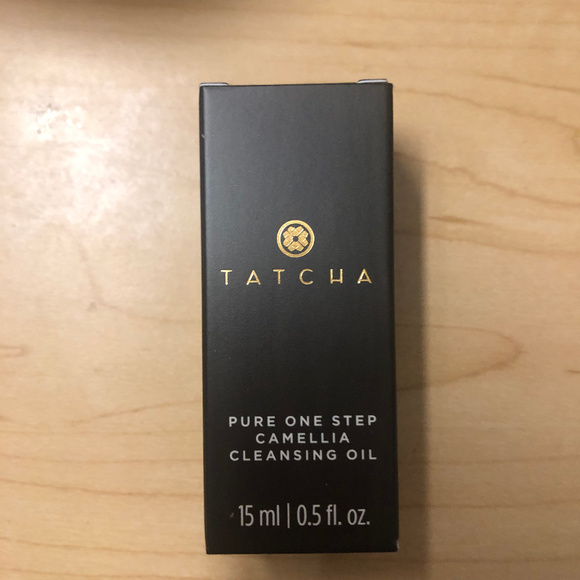 TATCHA
PURE ONE STEP
CAMELLIA
CLEANSING OIL
15 ml | 0.5 fl. oz.